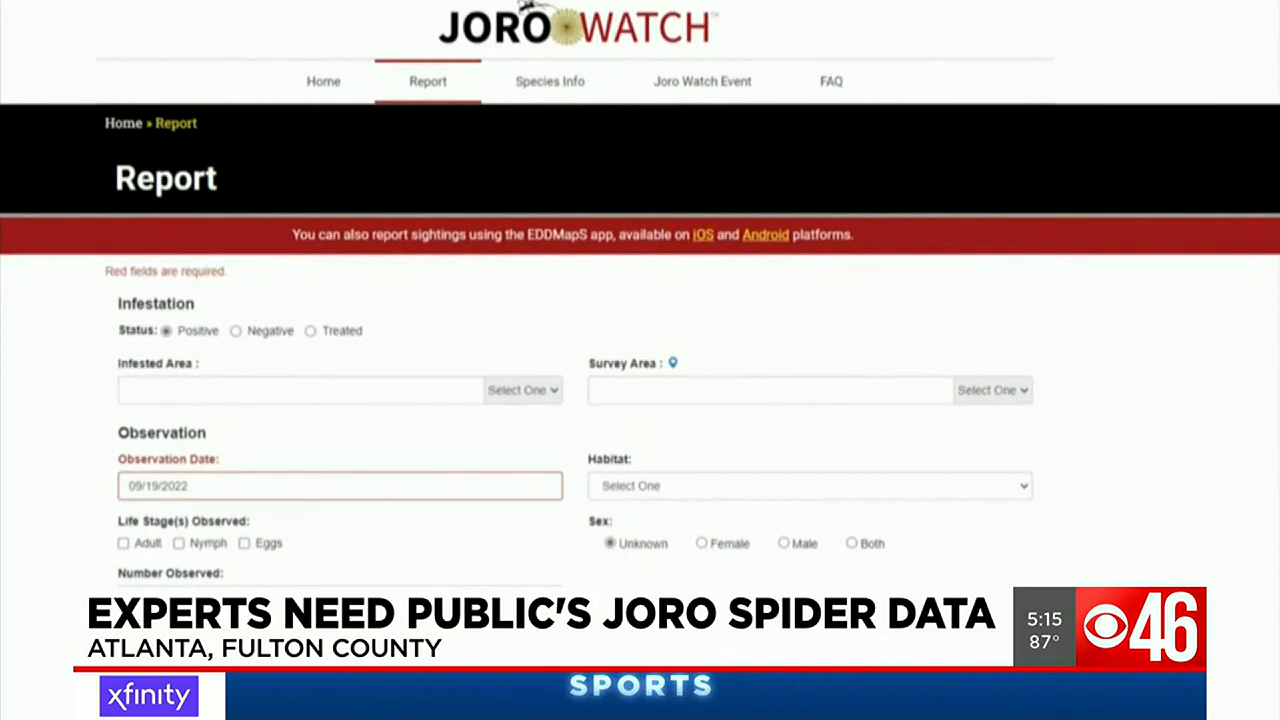 JORO WATCH
Home Report Species Info Joro Watch Event FAQ
Home » Report
Report
You can also report sightings using the EDDMapS app, available on iOS and Android platforms.
Red fields are required.
Infestation
Status: Positive Negative Treated
Infested Area : Survey Area :
Select One Select One
Observation
Observation Date: Habitat:
09/19/2022 Select One
Life Stage(s) Observed: Sex:
Adult Nymph Eggs Unknown Female Male Both
Number Observed:
EXPERTS NEED PUBLIC'S JORO SPIDER DATA
ATLANTA, FULTON COUNTY
5:15
87°
46
xfinity
SPORTS